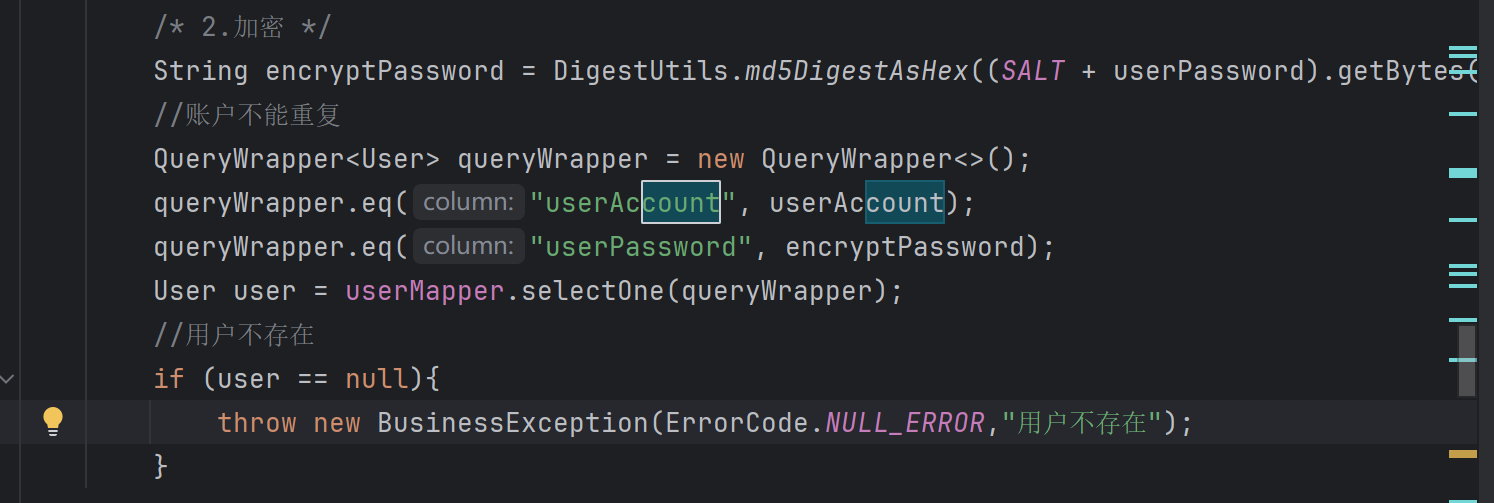 /* 2.加密 */
String encryptPassword = DigestUtils.md5DigestAsHex((SALT + userPassword).getBytes(
//账户不能重复
QueryWrapper<User> queryWrapper = new QueryWrapper<>();
queryWrapper.eq( column: "userAccount", userAccount);
queryWrapper.eq( column: "userPassword", encryptPassword);
User user = userMapper.selectOne(queryWrapper);
//用户不存在
if (user == null){
throw new BusinessException(ErrorCode.NULL_ERROR,"用户不存在");
}